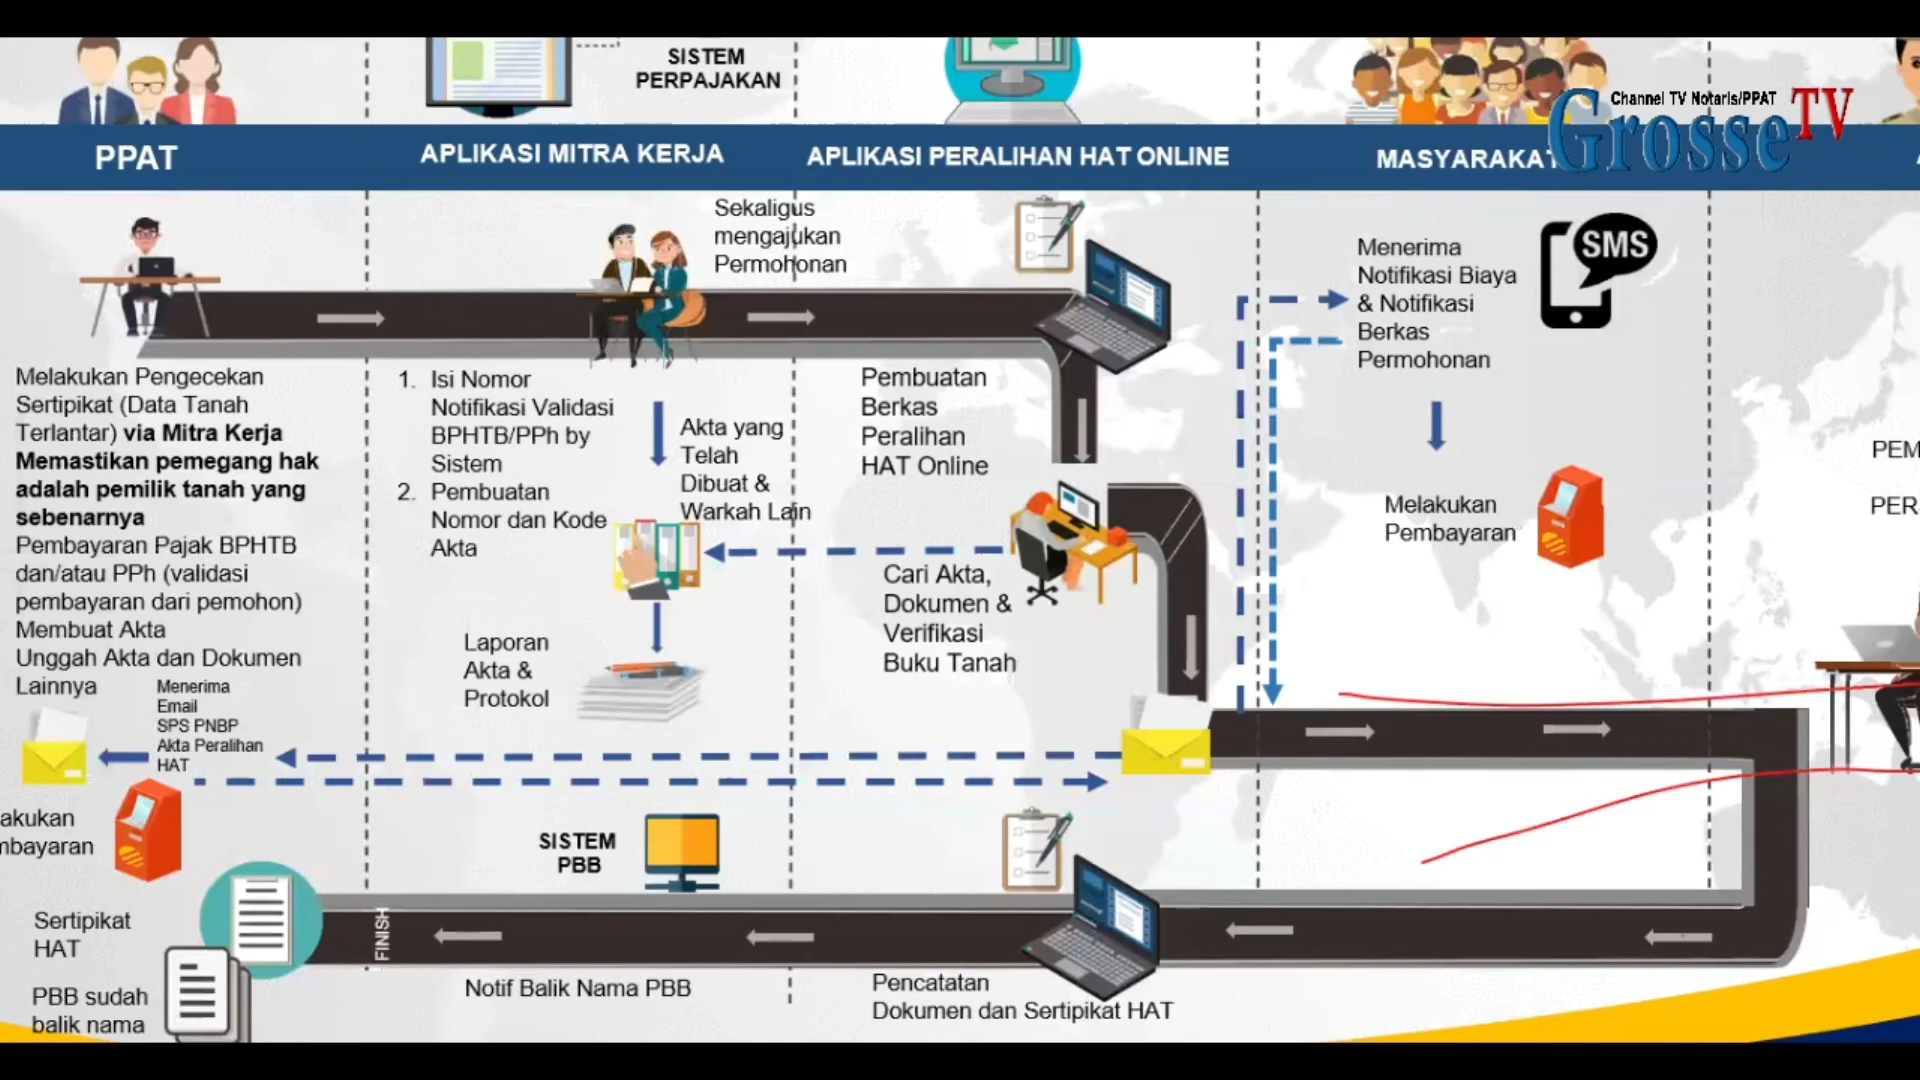 SISTEM
PERPAJAKAN
Channel TV Notaris/PPAT
Grosse TV
PPAT
APLIKASI MITRA KERJA
APLIKASI PERALIHAN HAT ONLINE
MASYARAKAT
Sekaligus
mengajukan
Permohonan
Menerima
Notifikasi Biaya
& Notifikasi
Berkas
Permohonan
SMS
Melakukan Pengecekan
Sertipikat (Data Tanah
Terlantar) via Mitra Kerja
Memastikan pemegang hak
adalah pemilik tanah yang
sebenarnya
Pembayaran Pajak BPHTB
dan/atau PPh (validasi
pembayaran dari pemohon)
Membuat Akta
Unggah Akta dan Dokumen
Lainnya
1. Isi Nomor
Notifikasi Validasi
BPHTB/PPh by
Sistem
2. Pembuatan
Nomor dan Kode
Akta
Akta yang
Telah
Dibuat &
Warkah Lain
Pembuatan
Berkas
Peralihan
HAT Online
Melakukan
Pembayaran
PEM
PER
Cari Akta,
Dokumen &
Verifikasi
Buku Tanah
Laporan
Akta &
Protokol
Menerima
Email
SPS PNBP
Akta Peralihan
HAT
akukan
mbayaran
SISTEM
PBB
Sertipikat
HAT
PBB sudah
balik nama
FINISH
Notif Balik Nama PBB
Pencatatan
Dokumen dan Sertipikat HAT